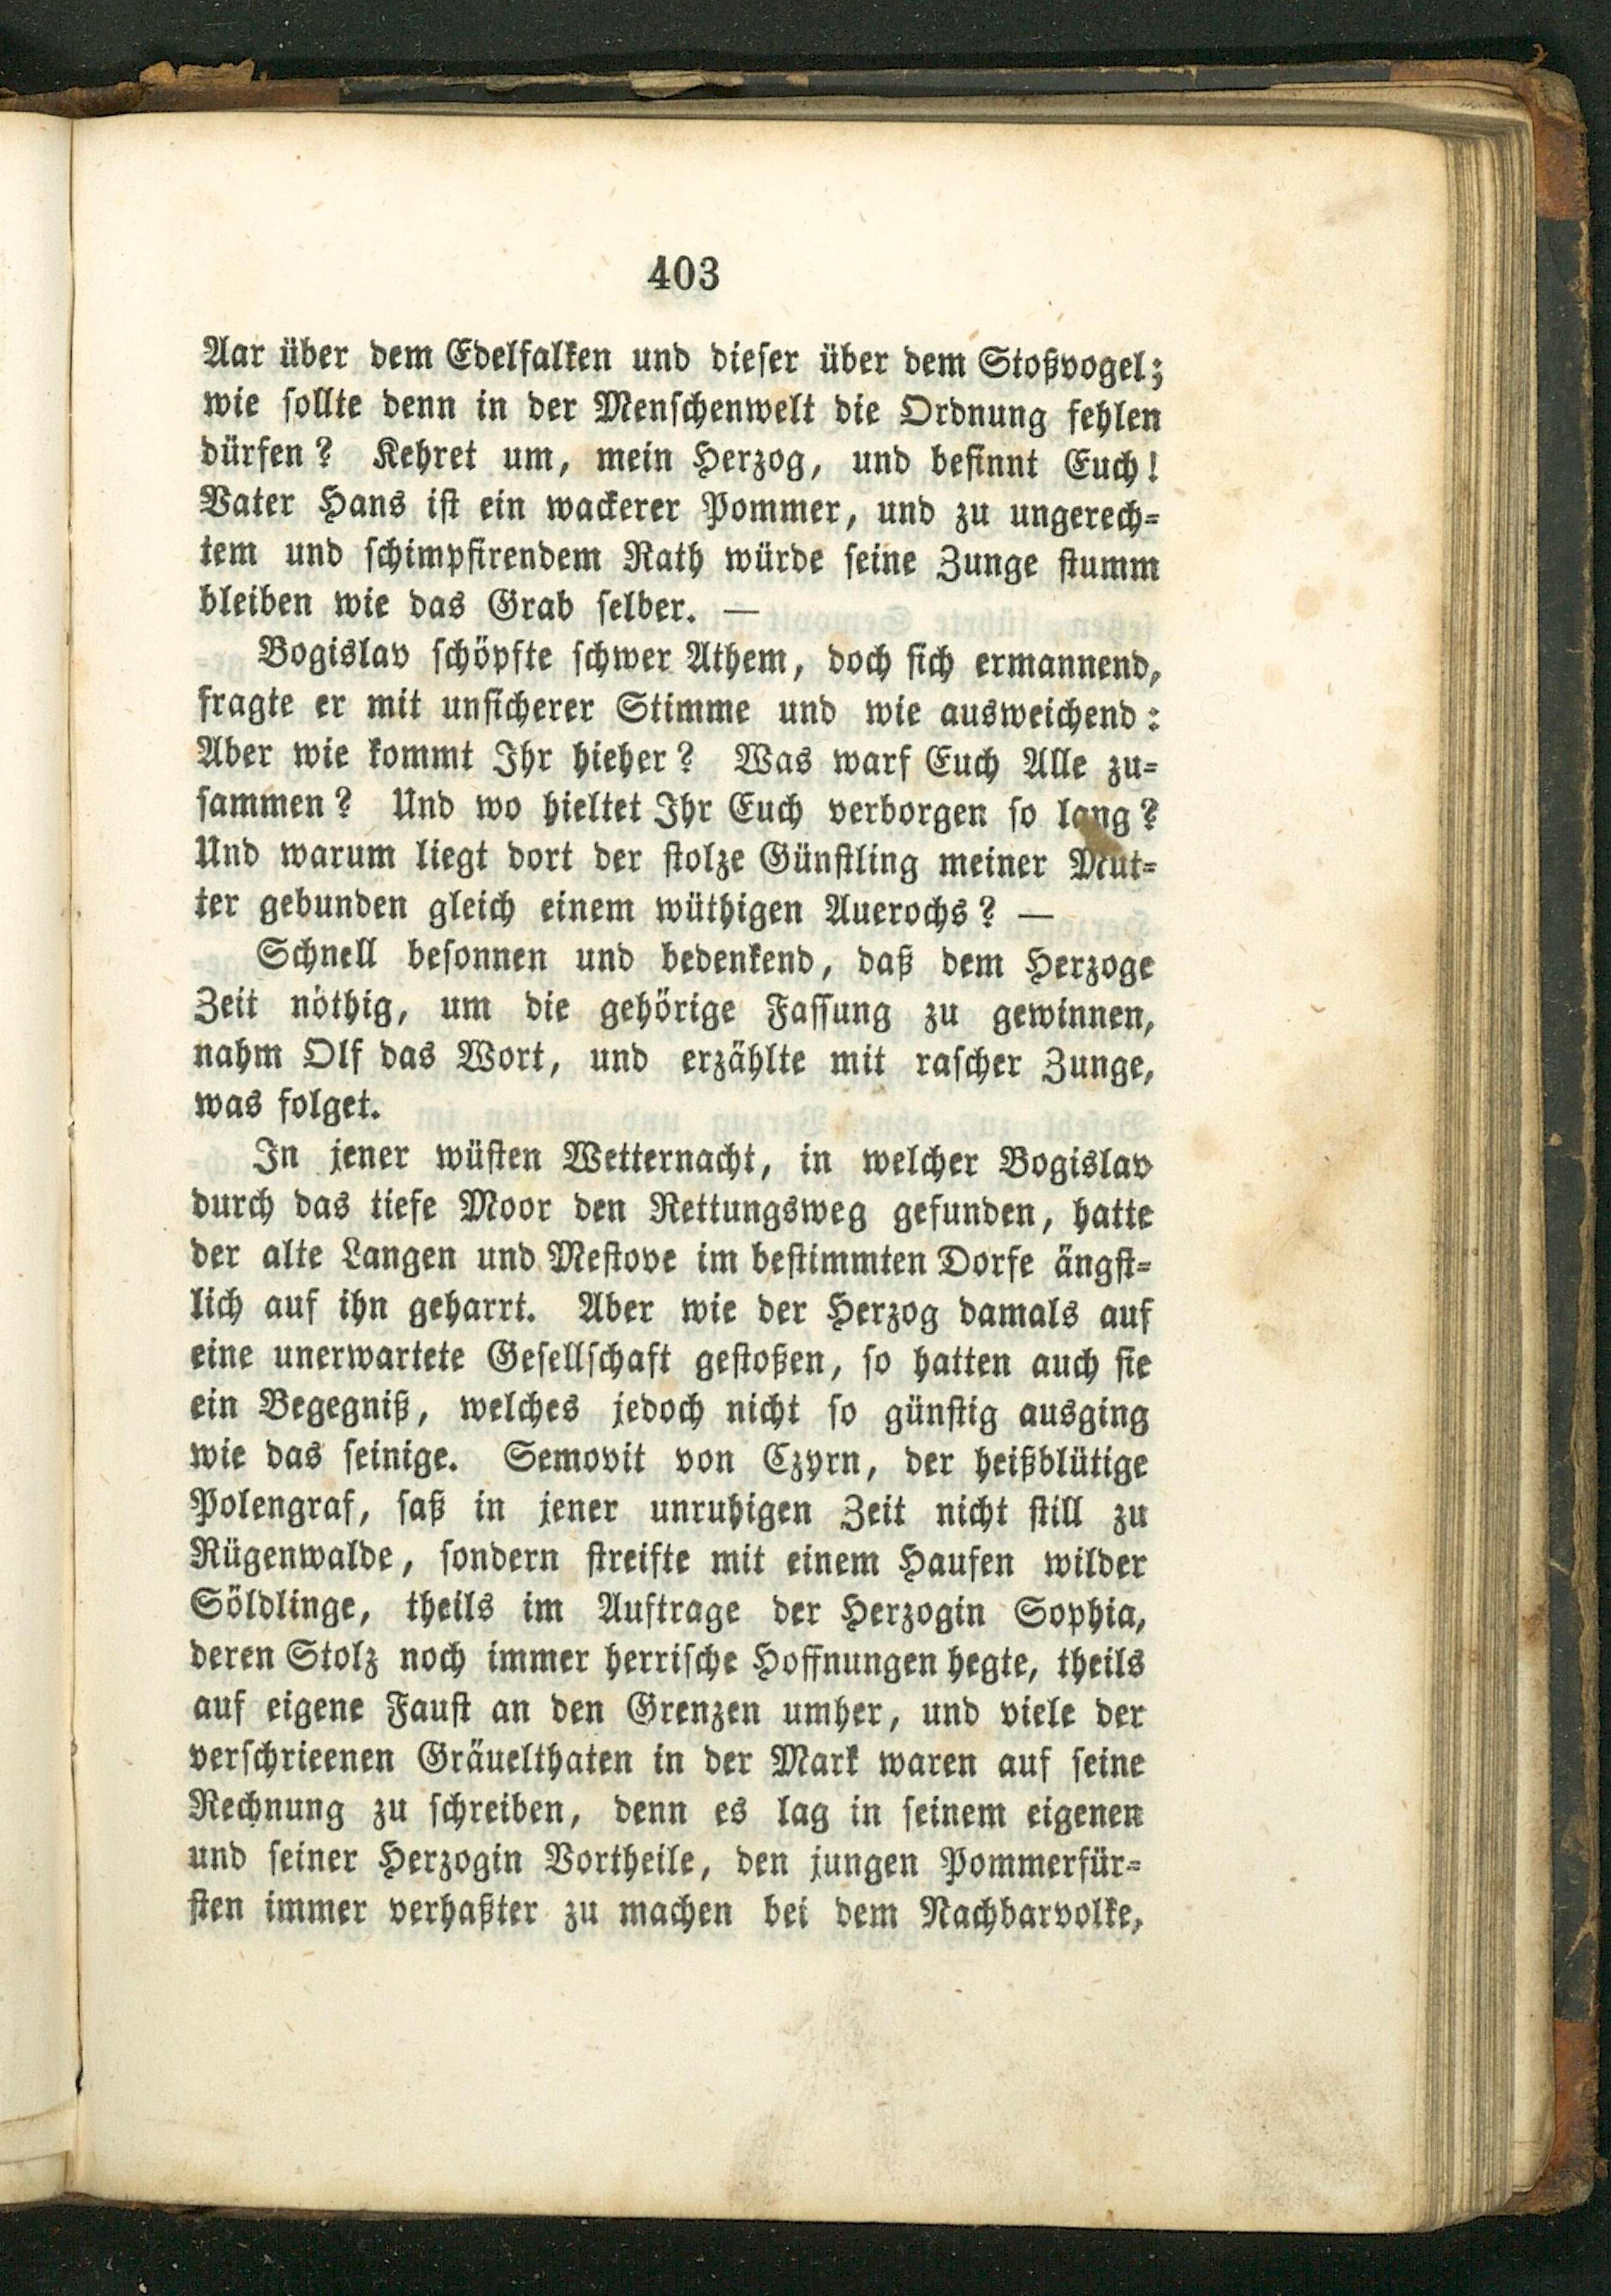 403
Aar über dem Edelfalken und dieser über dem Stoßvogel;
wie sollte denn in der Menschenwelt die Ordnung fehlen
dürfen? Kehret um, mein Herzog, und besinnt Euch!
Vater Hans ist ein wackerer Pommer, und zu ungerech-
tem und schimpfirendem Rath würde seine Zunge stumm
bleiben wie das Grab selber. —
Bogislav schöpfte schwer Athem, doch sich ermannend,
fragte er mit unsicherer Stimme und wie ausweichend:
Aber wie kommt Ihr hieher? Was warf Euch Alle zu-
sammen? Und wo hieltet Ihr Euch verborgen so lang?
Und warum liegt dort der stolze Günstling meiner Mut-
ter gebunden gleich einem wüthigen Auerochs? —
Schnell besonnen und bedenkend, daß dem Herzoge
Zeit nöthig, um die gehörige Fassung zu gewinnen,
nahm Olf das Wort, und erzählte mit rascher Zunge,
was folget.
In jener wüsten Wetternacht, in welcher Bogislav
durch das tiefe Moor den Rettungsweg gefunden, hatte
der alte Langen und Mestove im bestimmten Dorfe ängst-
lich auf ihn geharrt. Aber wie der Herzog damals auf
eine unerwartete Gesellschaft gestoßen, so hatten auch sie
ein Begegniß, welches jedoch nicht so günstig ausging
wie das seinige. Semovit von Czyrn, der heißblütige
Polengraf, saß in jener unruhigen Zeit nicht still zu
Rügenwalde, sondern streifte mit einem Haufen wilder
Söldlinge, theils im Auftrage der Herzogin Sophia,
deren Stolz noch immer herrische Hoffnungen hegte, theils
auf eigene Faust an den Grenzen umher, und viele der
verschrieenen Gräuelthaten in der Mark waren auf seine
Rechnung zu schreiben, denn es lag in seinem eigenen
und seiner Herzogin Vortheile, den jungen Pommerfür-
sten immer verhaßter zu machen bei dem Nachbarvolke,